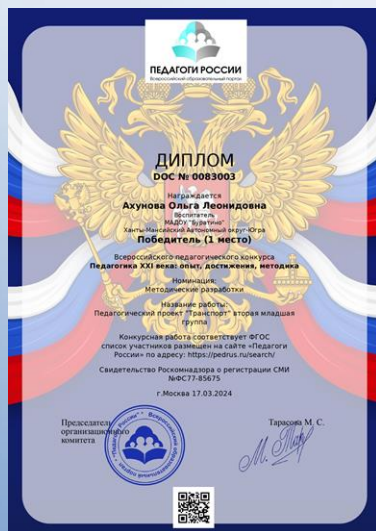 ПЕДАГОГИ РОССИИ
Всероссийский образовательный портал
ДИПЛОМ
DOC № 0083003
Награждается
Ахунова Ольга Леонидовна
Воспитатель
МАДОУ "Буратино"
Ханты-Мансийский Автономный округ-Югра
Победитель (1 место)
Всероссийского педагогического конкурса
Педагогика XXI века: опыт, достижения, методика
Номинация:
Методические разработки
Название работы:
Педагогический проект "Транспорт" вторая младшая
группа
Конкурсная работа соответствует ФГОС
список участников размещен на сайте «Педагоги
России» по адресу: https://pedrus.ru/search/
Свидетельство Роскомнадзора о регистрации СМИ
№ФС77-85675
г.Москва 17.03.2024
Председатель
организационного
комитета
Тарасова М. С.